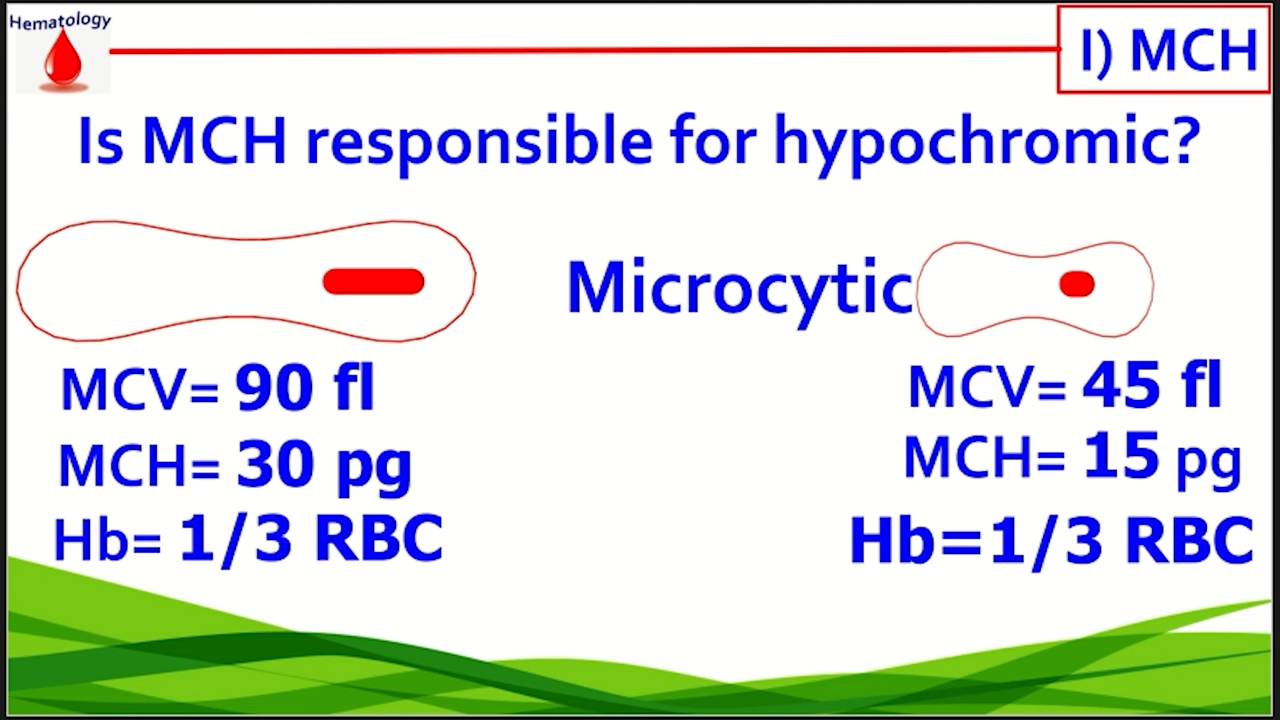 Hematology
I) MCH
Is MCH responsible for hypochromic?
Microcytic
MCV= 90 fl
MCH= 30 pg
Hb= 1/3 RBC
MCV= 45 fl
MCH= 15 pg
Hb=1/3 RBC